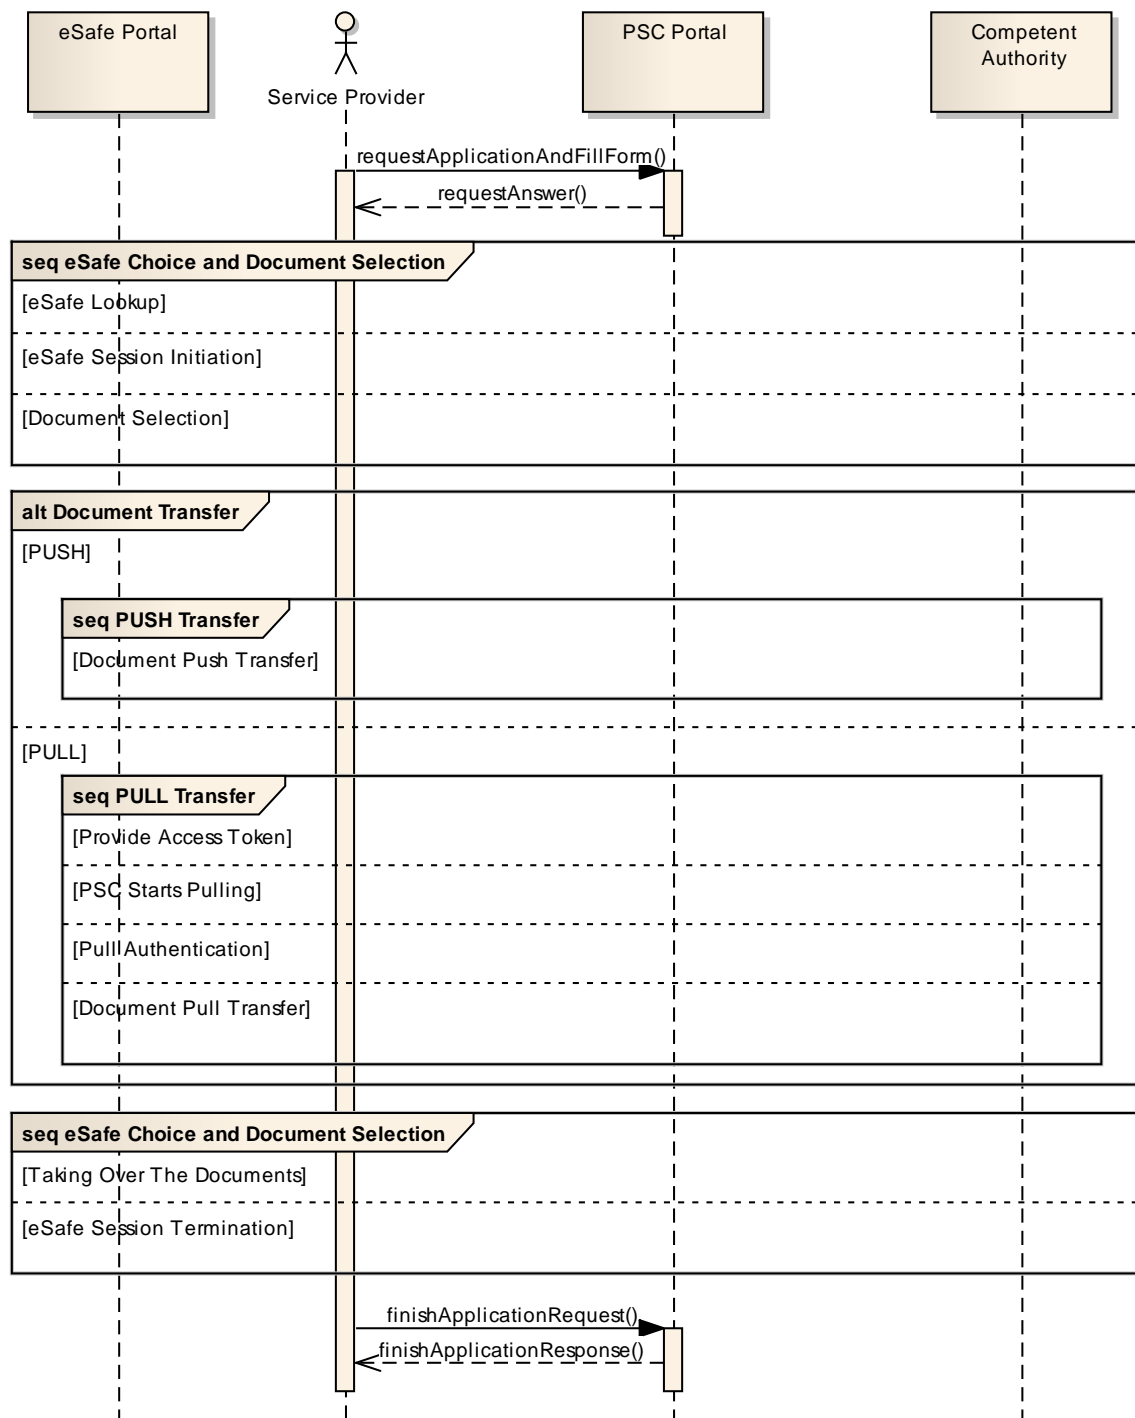 eSafe Portal
Service Provider
PSC Portal
Competent
Authority
requestApplicationAndFillForm()
requestAnswer()
seq eSafe Choice and Document Selection
[eSafe Lookup]
[eSafe Session Initiation]
[Document Selection]
alt Document Transfer
[PUSH]
seq PUSH Transfer
[Document Push Transfer]
[PULL]
seq PULL Transfer
[Provide Access Token]
[PSC Starts Pulling]
[Pull Authentication]
[Document Pull Transfer]
seq eSafe Choice and Document Selection
[Taking Over The Documents]
[eSafe Session Termination]
finishApplicationRequest()
finishApplicationResponse()